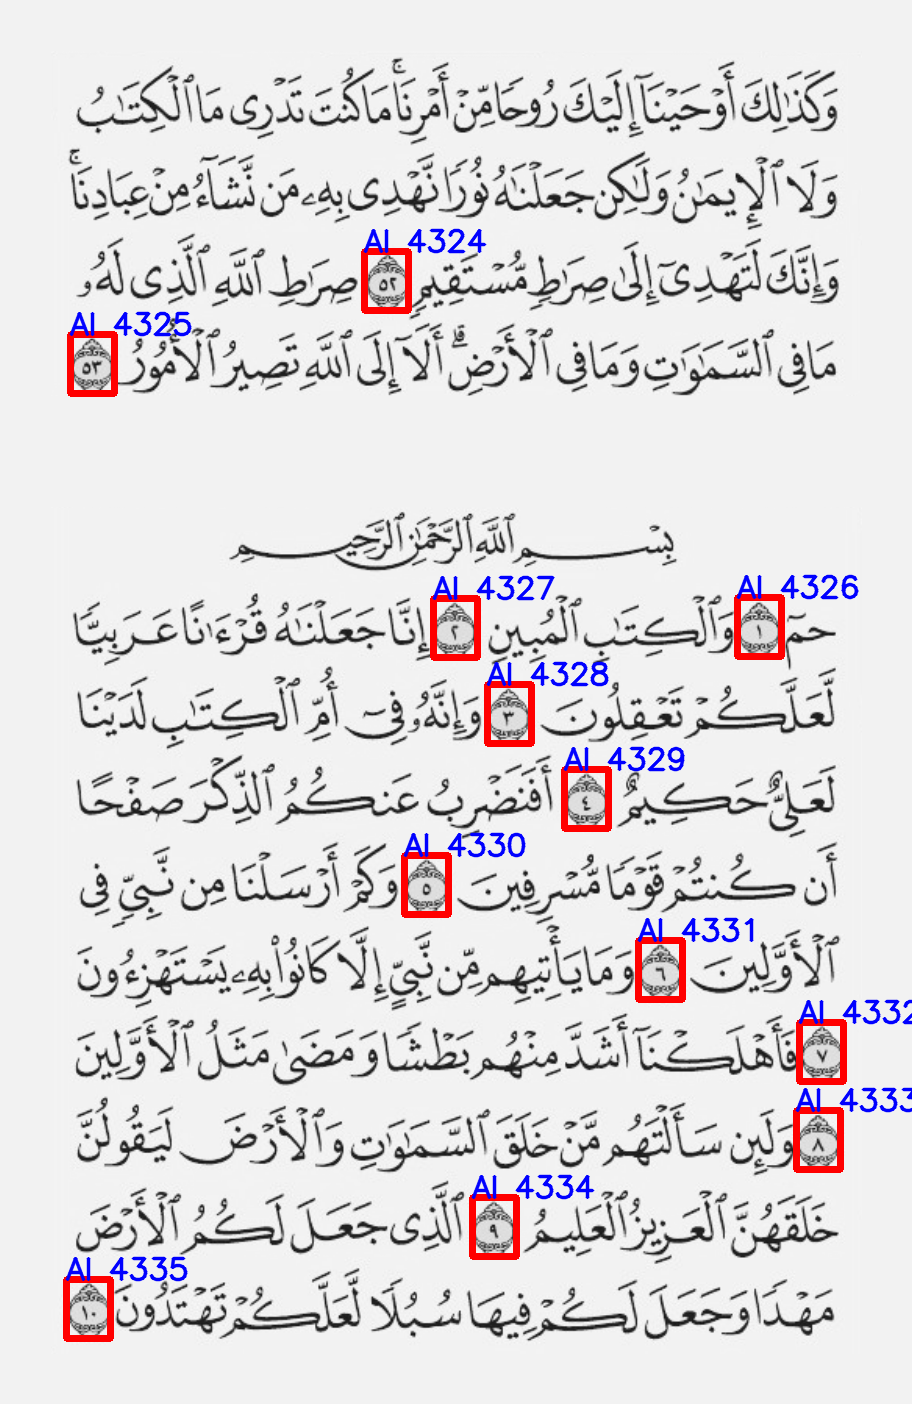 وَكَذَٰلِكَ أَوْحَيْنَآ إِلَيْكَ رُوحًا مِّنْ أَمْرِنَا ۚ مَا كُنتَ تَدْرِى مَا ٱلْكِتَـٰبُ
وَلَا ٱلْإِيمَـٰنُ وَلَـٰكِن جَعَلْنَـٰهُ نُورًا نَّهْدِى بِهِۦ مَن نَّشَآءُ مِنْ عِبَادِنَا ۚ
AI 4324
وَإِنَّكَ لَتَهْدِىٓ إِلَىٰ صِرَٰطٍ مُّسْتَقِيمٍ ٥٢ صِرَٰطِ ٱللَّهِ ٱلَّذِى لَهُۥ
AI 4325
مَا فِى ٱلسَّمَـٰوَٰتِ وَمَا فِى ٱلْأَرْضِ ۗ أَلَآ إِلَى ٱللَّهِ تَصِيرُ ٱلْأُمُورُ ٥٣
بِسْمِ ٱللَّهِ ٱلرَّحْمَـٰنِ ٱلرَّحِيمِ
AI 4326 AI 4327
حمٓ ١ وَٱلْكِتَـٰبِ ٱلْمُبِينِ ٢ إِنَّا جَعَلْنَـٰهُ قُرْءَٰنًا عَرَبِيًّا
AI 4328
لَّعَلَّكُمْ تَعْقِلُونَ ٣ وَإِنَّهُۥ فِىٓ أُمِّ ٱلْكِتَـٰبِ لَدَيْنَا
AI 4329
لَعَلِىٌّ حَكِيمٌ ٤ أَفَنَضْرِبُ عَنكُمُ ٱلذِّكْرَ صَفْحًا
AI 4330
أَن كُنتُمْ قَوْمًا مُّسْرِفِينَ ٥ وَكَمْ أَرْسَلْنَا مِن نَّبِىٍّ فِى
AI 4331
ٱلْأَوَّلِينَ ٦ وَمَا يَأْتِيهِم مِّن نَّبِىٍّ إِلَّا كَانُوا۟ بِهِۦ يَسْتَهْزِءُونَ
AI 4332
٧ فَأَهْلَكْنَآ أَشَدَّ مِنْهُم بَطْشًا وَمَضَىٰ مَثَلُ ٱلْأَوَّلِينَ
AI 4333
٨ وَلَئِن سَأَلْتَهُم مَّنْ خَلَقَ ٱلسَّمَـٰوَٰتِ وَٱلْأَرْضَ لَيَقُولُنَّ
AI 4334
خَلَقَهُنَّ ٱلْعَزِيزُ ٱلْعَلِيمُ ٩ ٱلَّذِى جَعَلَ لَكُمُ ٱلْأَرْضَ
AI 4335
مَهْدًا وَجَعَلَ لَكُمْ فِيهَا سُبُلًا لَّعَلَّكُمْ تَهْتَدُونَ ١٠